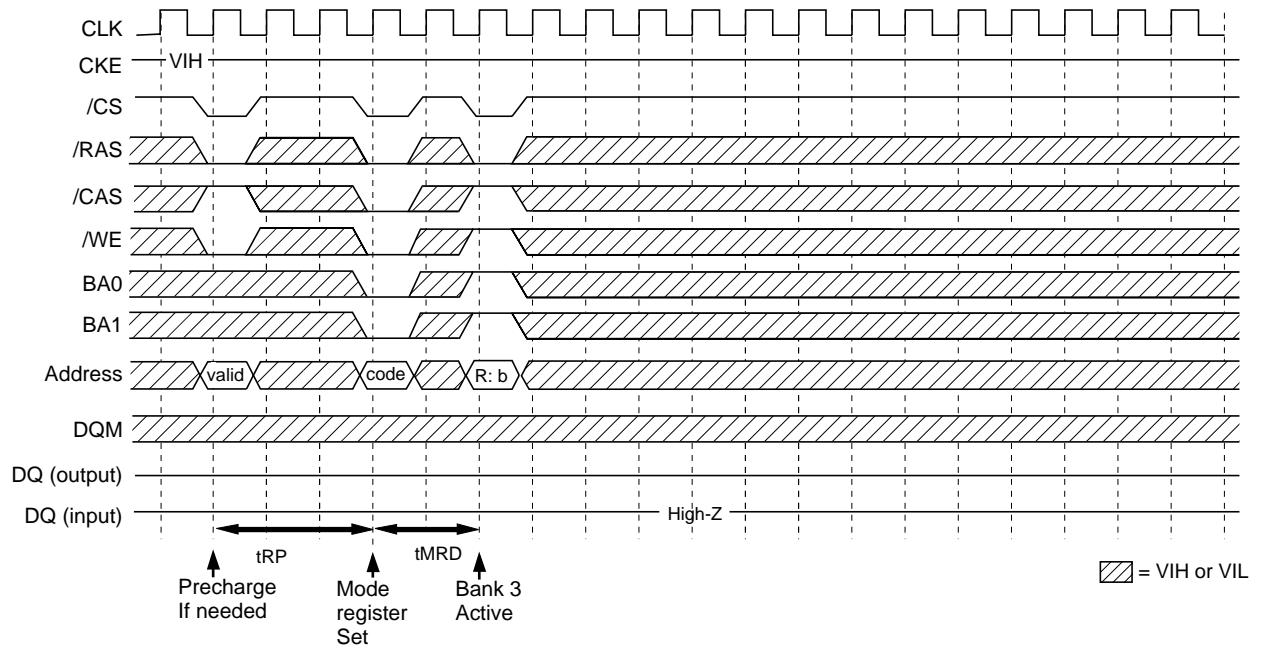 CLK
CKE
VIH
/CS
/RAS
/CAS
/WE
BA0
BA1
Address
valid
code
R: b
DQM
DQ (output)
DQ (input)
High-Z
tRP
tMRD
Precharge
If needed
Mode
register
Set
Bank 3
Active
= VIH or VIL